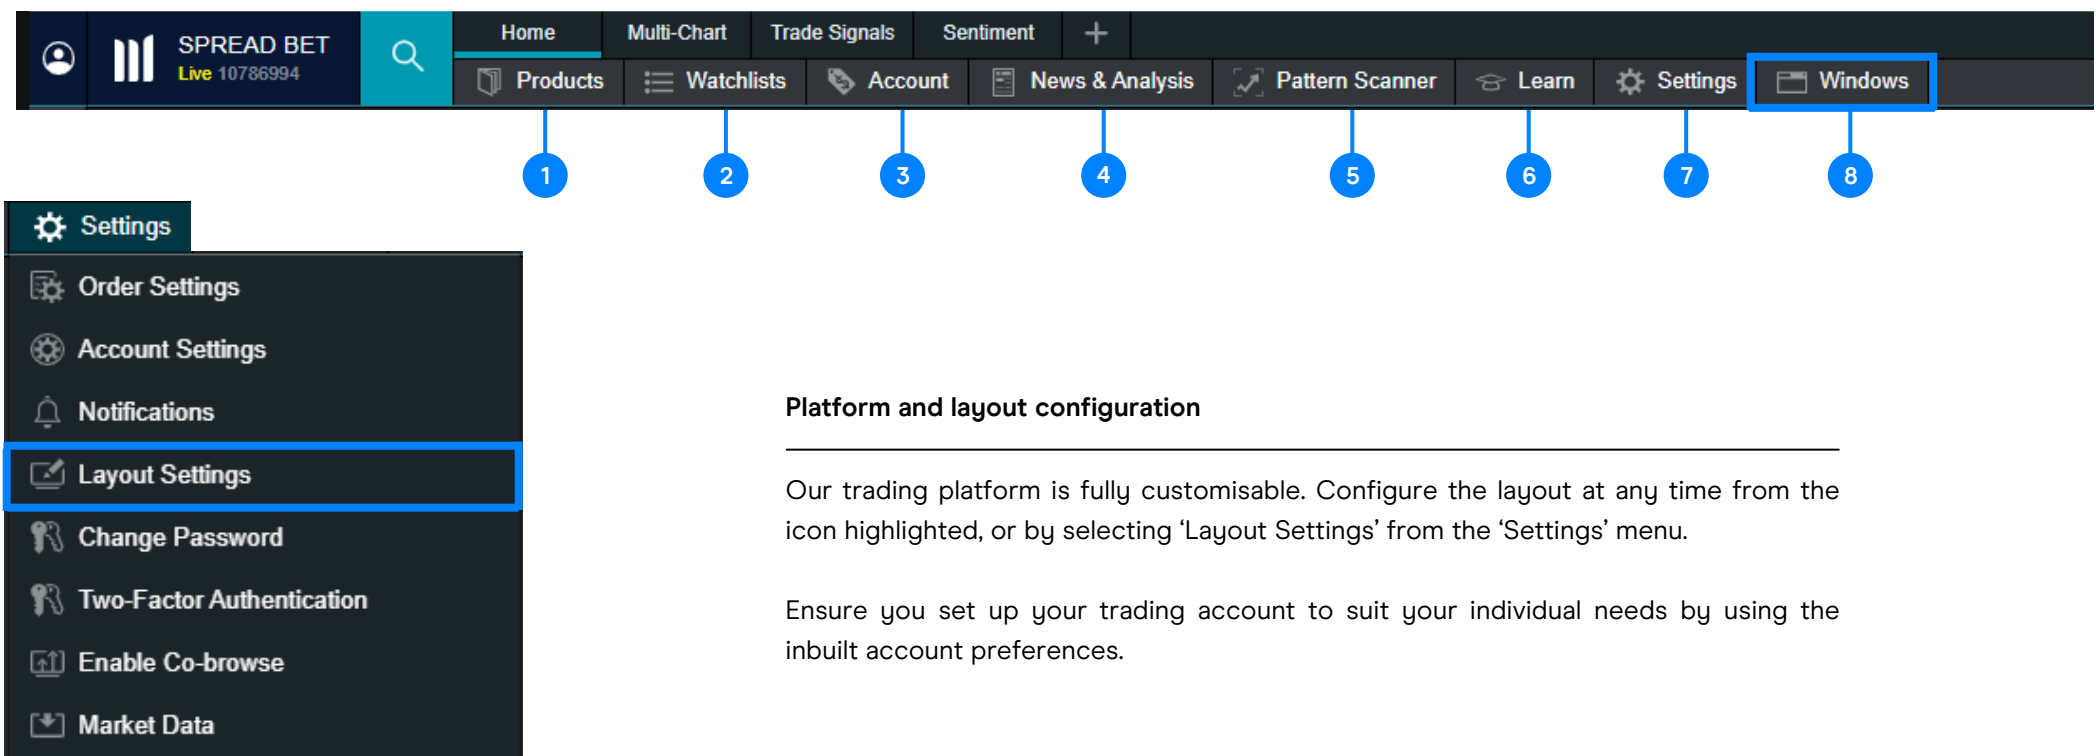 Home Multi-Chart Trade Signals Sentiment
SPREAD BET
Live 10786994
Products Watchlists Account News & Analysis Pattern Scanner Learn Settings Windows
1 2 3 4 5 6 7 8
Settings
Order Settings
Account Settings
Notifications
Layout Settings
Change Password
Two-Factor Authentication
Enable Co-browse
Market Data
Platform and layout configuration
Our trading platform is fully customisable. Configure the layout at any time from the
icon highlighted, or by selecting ‘Layout Settings’ from the ‘Settings’ menu.
Ensure you set up your trading account to suit your individual needs by using the
inbuilt account preferences.